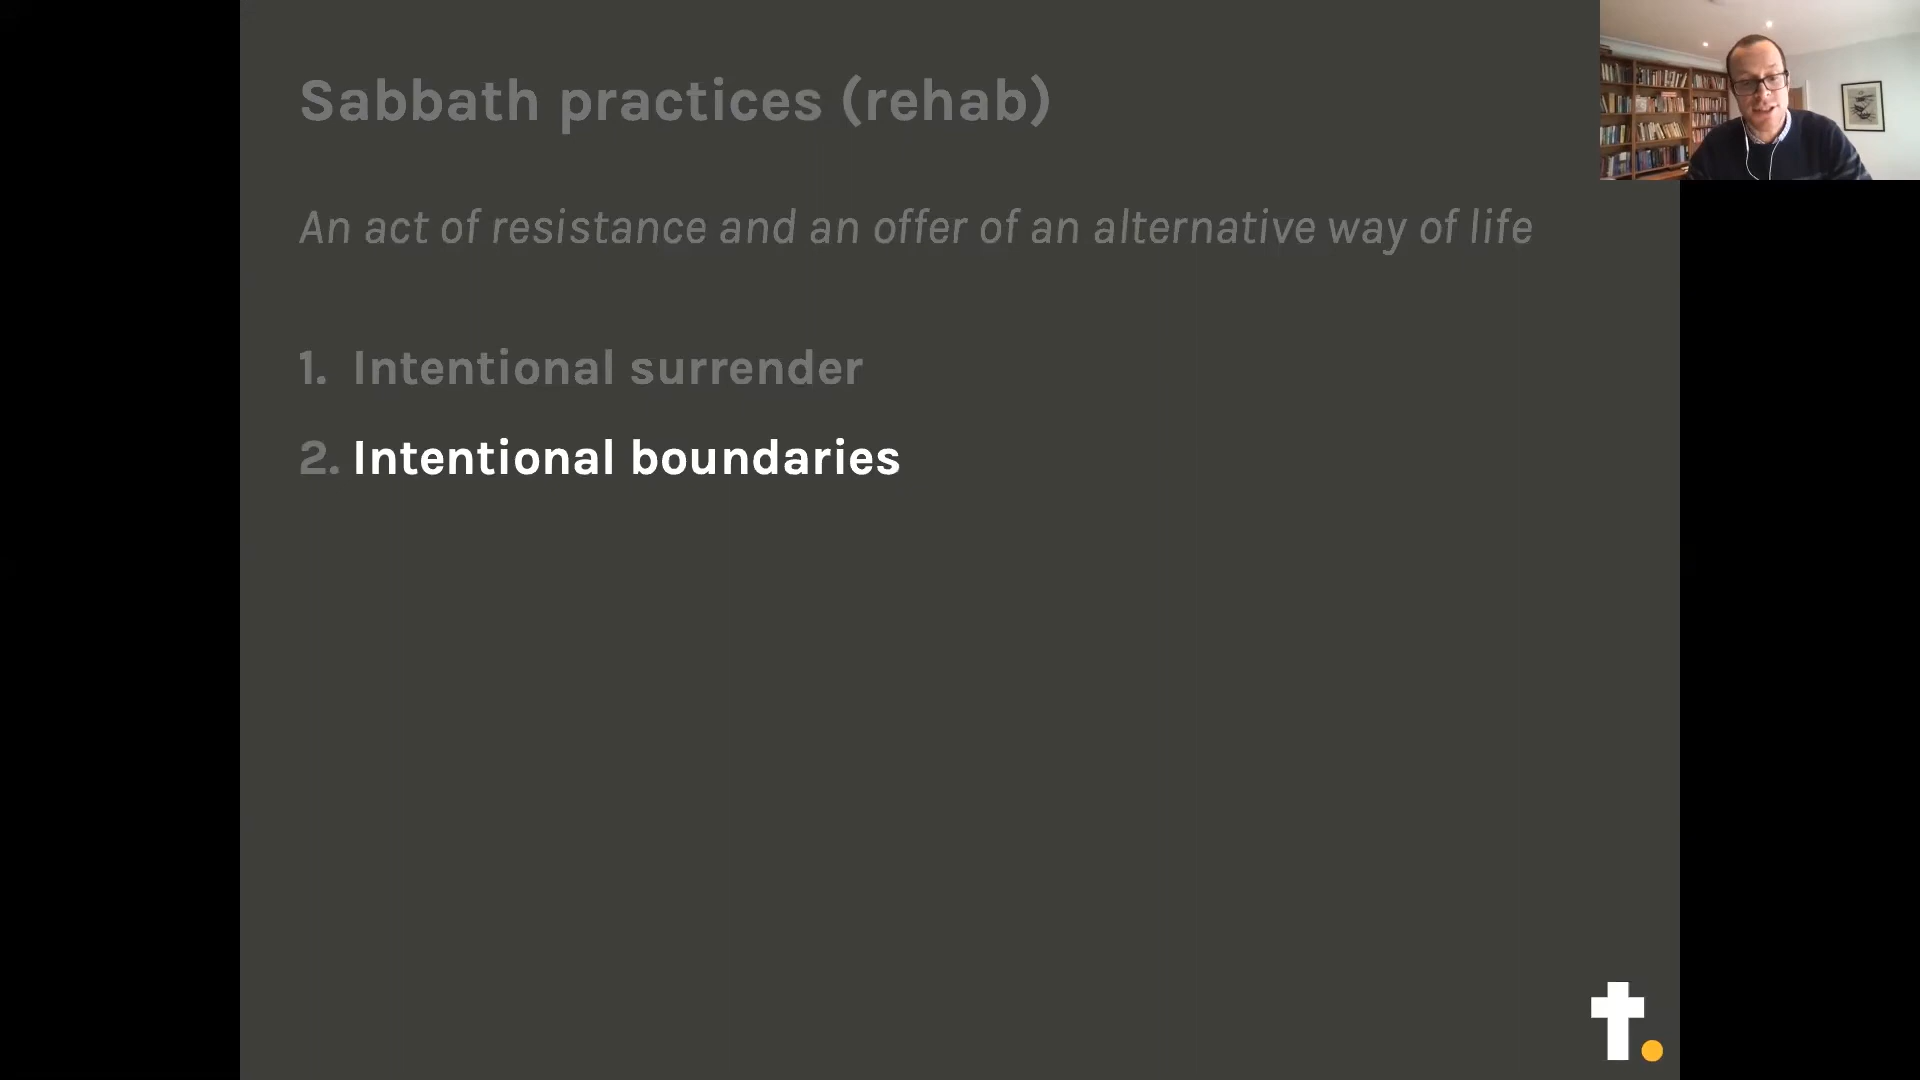 Sabbath practices (rehab)
An act of resistance and an offer of an alternative way of life
1. Intentional surrender
2. Intentional boundaries
t.